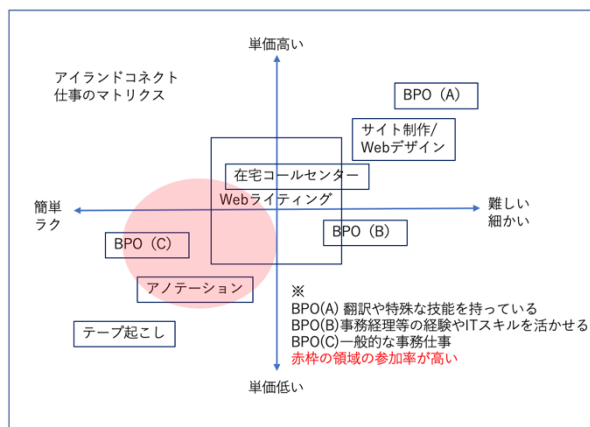 単価高い
アイランドコネクト
仕事のマトリクス
BPO（A）
サイト制作/
Webデザイン
在宅コールセンター
Webライティング
簡単
ラク
難しい
細かい
BPO（B）
BPO（C）
アノテーション
テープ起こし
※
BPO(A) 翻訳や特殊な技能を持っている
BPO(B)事務経理等の経験やITスキルを活かせる
BPO(C)一般的な事務仕事
赤枠の領域の参加率が高い
単価低い